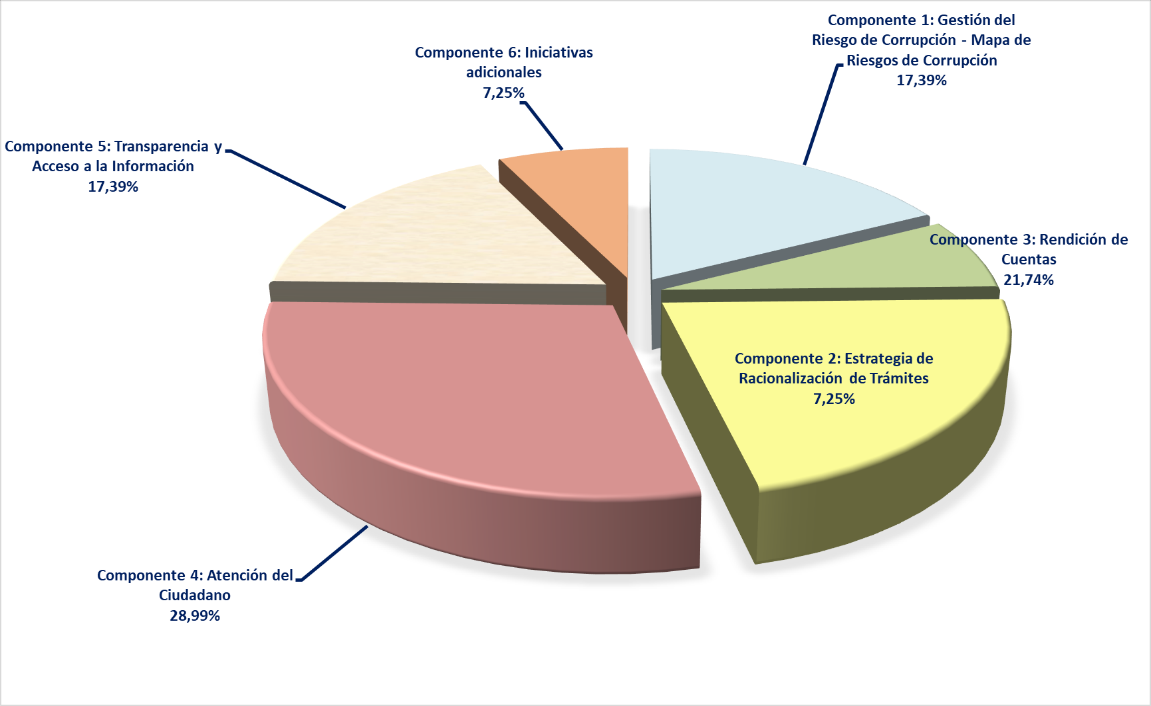 Componente 1: Gestión del
Riesgo de Corrupción - Mapa de
Riesgos de Corrupción
17,39%
Componente 6: Iniciativas
adicionales
7,25%
Componente 5: Transparencia y
Acceso a la Información
17,39%
Componente 3: Rendición de
Cuentas
21,74%
Componente 2: Estrategia de
Racionalización de Trámites
7,25%
Componente 4: Atención del
Ciudadano
28,99%